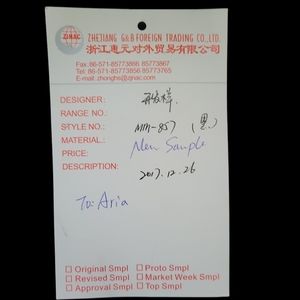 ZJNAC
ZHEJIANG G&B FOREIGN TRADING CO.,LTD.
浙江惠元对外贸易有限公司
Fax:86-571-85773866 85773867
Tel: 86-571-85773856 85773765
E-mail: zhonghs@zjnac.com
DESIGNER:
RANGE NO.:
STYLE NO.: MM-857 (黑)
MATERIAL.: New Sample
PRICE:
DESCRIPTION: 2017.12.26
To: Aria
Original Smpl Proto Smpl
Revised Smpl Market Week Smpl
Approval Smpl Top Smpl